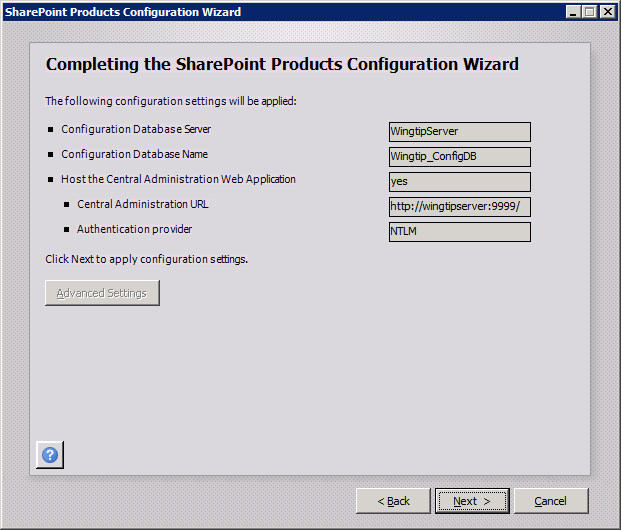 SharePoint Products Configuration Wizard
Completing the SharePoint Products Configuration Wizard
The following configuration settings will be applied:
Configuration Database Server WingtipServer
Configuration Database Name Wingtip_ConfigDB
Host the Central Administration Web Application yes
Central Administration URL http://wingtipserver:9999/
Authentication provider NTLM
Click Next to apply configuration settings.
Advanced Settings
?
< Back Next > Cancel